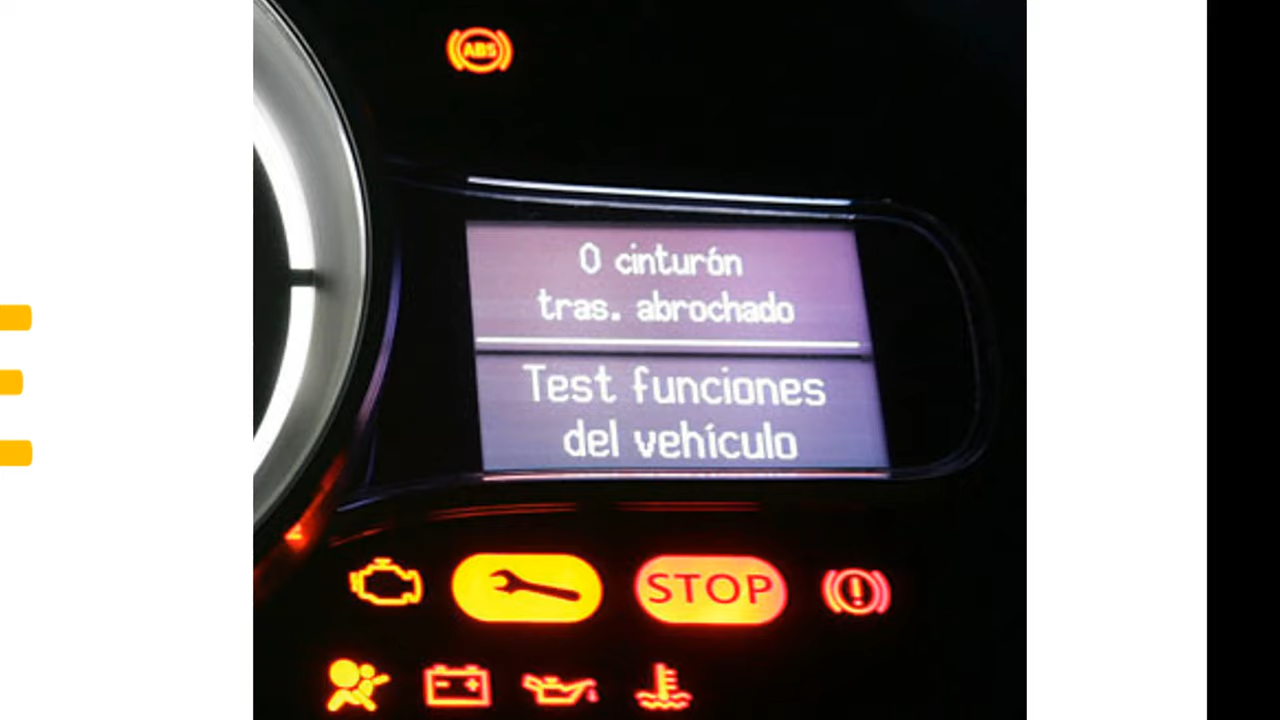 ABS
0 cinturón
tras. abrochado
Test funciones
del vehículo
STOP